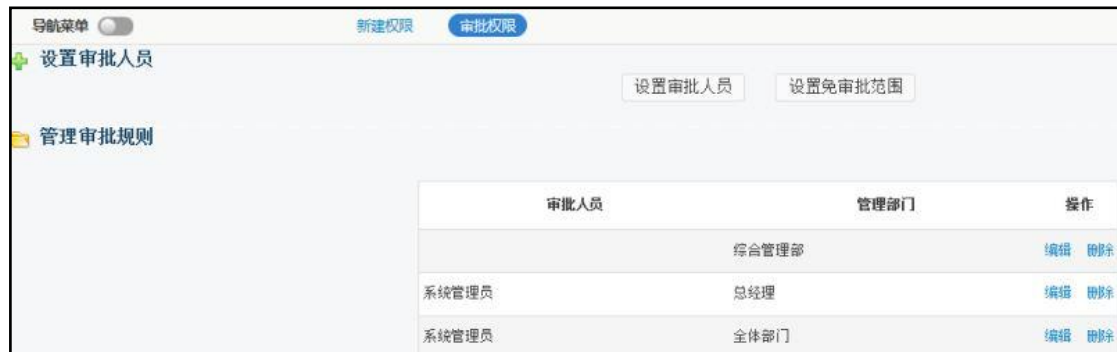 导航菜单 新建权限 审批权限
设置审批人员
设置审批人员 设置免审批范围
管理审批规则
审批人员 管理部门 操作
综合管理部 编辑 删除
系统管理员 总经理 编辑 删除
系统管理员 全体部门 编辑 删除